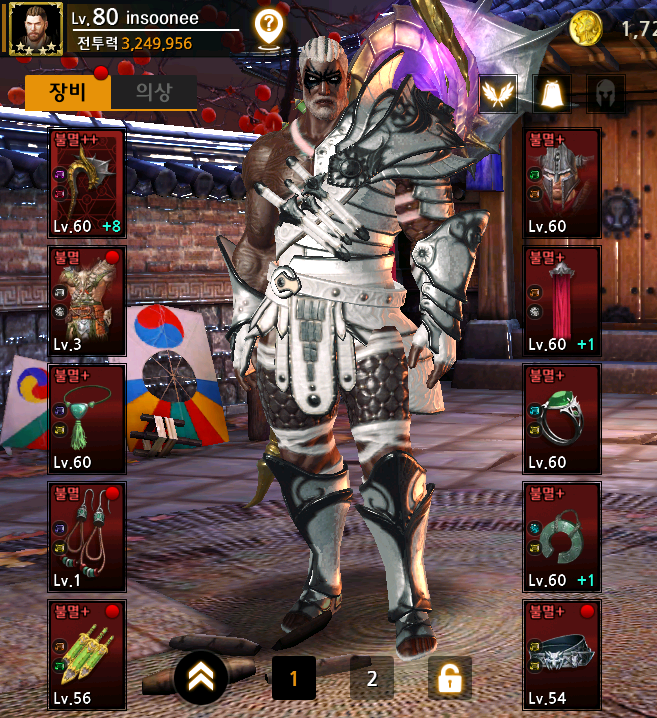 Lv.80 insoonee
전투력 3,249,956
1,72
장비 의상
불멸++
Lv.60 +8
불멸+
Lv.60
불멸
Lv.3
불멸+
Lv.60 +1
불멸+
Lv.60
불멸+
Lv.60
불멸
Lv.1
불멸+
Lv.60 +1
불멸+
Lv.56
불멸+
Lv.54
1 2